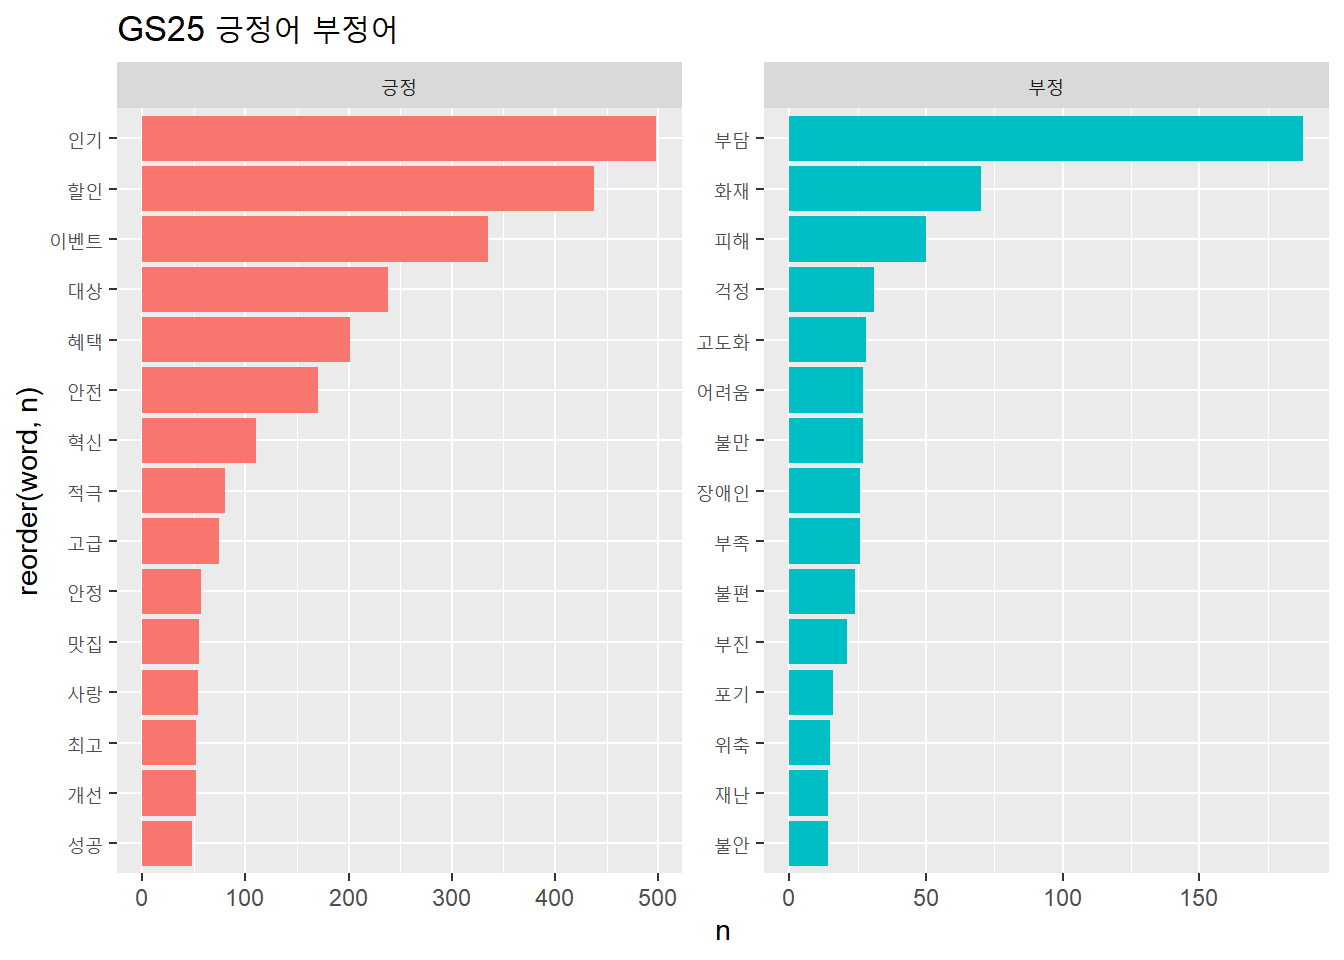 GS25 긍정어 부정어
긍정
부정
인기
할인
이벤트
대상
혜택
안전
혁신
적극
고급
안정
맛집
사랑
최고
개선
성공
부담
화재
피해
걱정
고도화
어려움
불만
장애인
부족
불편
부진
포기
위축
재난
불안
0 100 200 300 400 500
0 50 100 150
n
reorder(word, n)